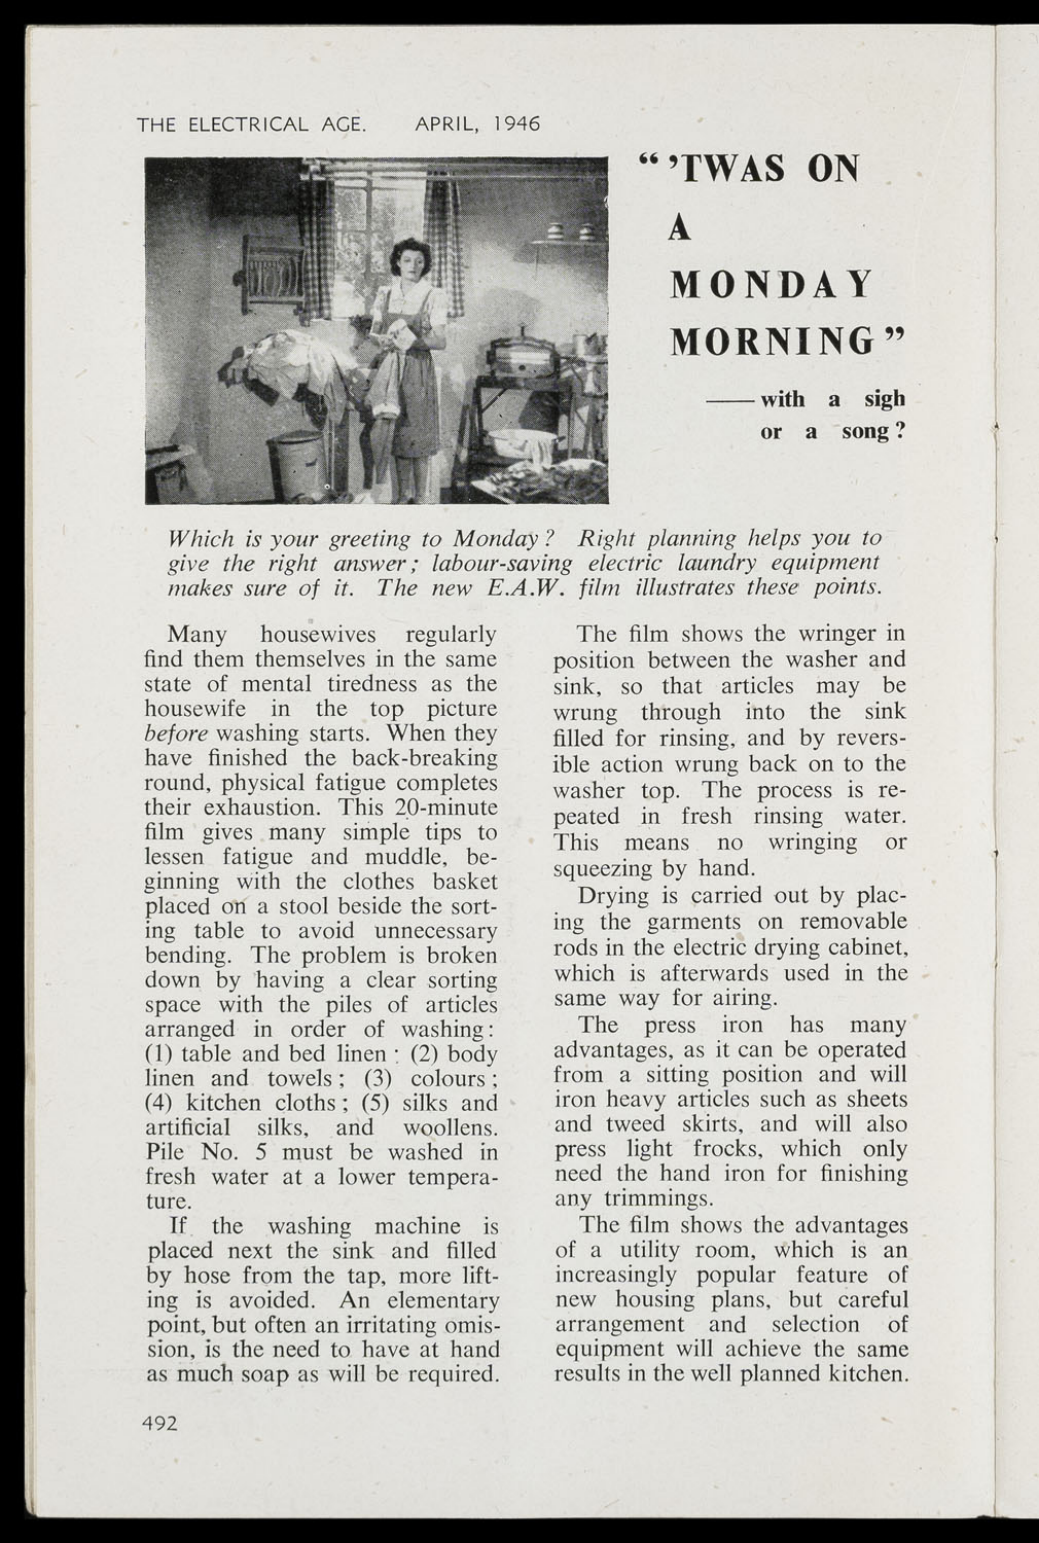 THE ELECTRICAL AGE. APRIL, 1946
“ ’TWAS ON
A
MONDAY
MORNING ”
—— with a sigh
or a song ?
Which is your greeting to Monday ? Right planning helps you to
give the right answer ; labour-saving electric laundry equipment
makes sure of it. The new E.A.W. film illustrates these points.
Many housewives regularly
find them themselves in the same
state of mental tiredness as the
housewife in the top picture
before washing starts. When they
have finished the back-breaking
round, physical fatigue completes
their exhaustion. This 20-minute
film gives many simple tips to
lessen fatigue and muddle, be-
ginning with the clothes basket
placed on a stool beside the sort-
ing table to avoid unnecessary
bending. The problem is broken
down by having a clear sorting
space with the piles of articles
arranged in order of washing :
(1) table and bed linen : (2) body
linen and towels ; (3) colours ;
(4) kitchen cloths ; (5) silks and
artificial silks, and woollens.
Pile No. 5 must be washed in
fresh water at a lower tempera-
ture.
If the washing machine is
placed next the sink and filled
by hose from the tap, more lift-
ing is avoided. An elementary
point, but often an irritating omis-
sion, is the need to have at hand
as much soap as will be required.
The film shows the wringer in
position between the washer and
sink, so that articles may be
wrung through into the sink
filled for rinsing, and by revers-
ible action wrung back on to the
washer top. The process is re-
peated in fresh rinsing water.
This means no wringing or
squeezing by hand.
Drying is carried out by plac-
ing the garments on removable
rods in the electric drying cabinet,
which is afterwards used in the
same way for airing.
The press iron has many
advantages, as it can be operated
from a sitting position and will
iron heavy articles such as sheets
and tweed skirts, and will also
press light frocks, which only
need the hand iron for finishing
any trimmings.
The film shows the advantages
of a utility room, which is an
increasingly popular feature of
new housing plans, but careful
arrangement and selection of
equipment will achieve the same
results in the well planned kitchen.
492